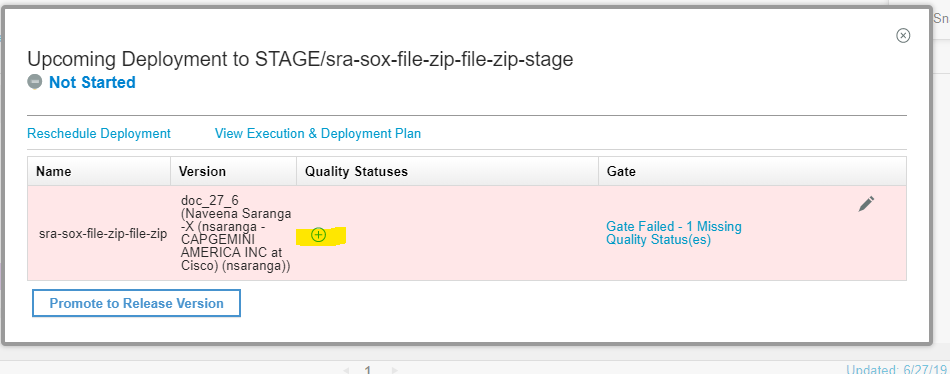 Sn
Upcoming Deployment to STAGE/sra-sox-file-zip-file-zip-stage
Not Started
Reschedule Deployment View Execution & Deployment Plan
Name Version Quality Statuses Gate
sra-sox-file-zip-file-zip
doc_27_6
(Naveena Saranga
-X (nsaranga -
CAPGEMINI
AMERICA INC at
Cisco) (nsaranga))
Gate Failed - 1 Missing
Quality Status(es)
Promote to Release Version
1
Updated: 6/27/19